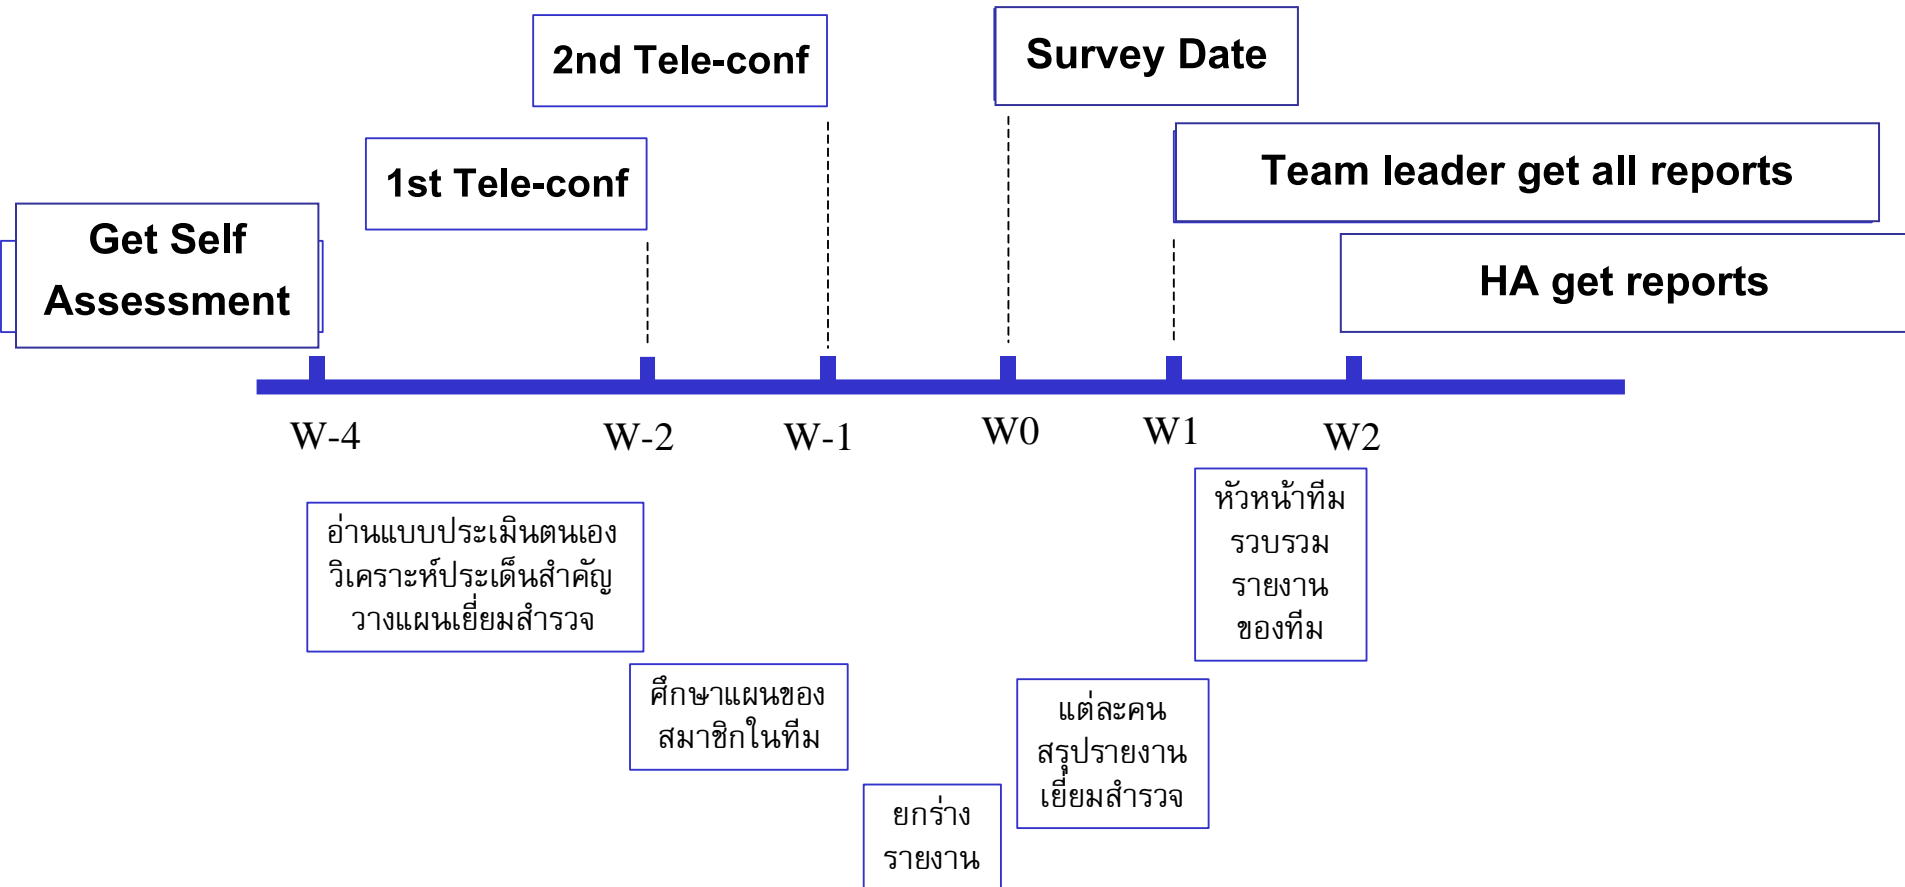 2nd Tele-conf
Survey Date
1st Tele-conf
Team leader get all reports
Get Self
Assessment
HA get reports
W-4
W-2
W-1
W0
W1
W2
อ่านแบบประเมินตนเอง
วิเคราะห์ประเด็นสำคัญ
วางแผนเยี่ยมสำรวจ
ศึกษาแผนของ
สมาชิกในทีม
ยกร่าง
รายงาน
แต่ละคน
สรุปรายงาน
เยี่ยมสำรวจ
หัวหน้าทีม
รวบรวม
รายงาน
ของทีม